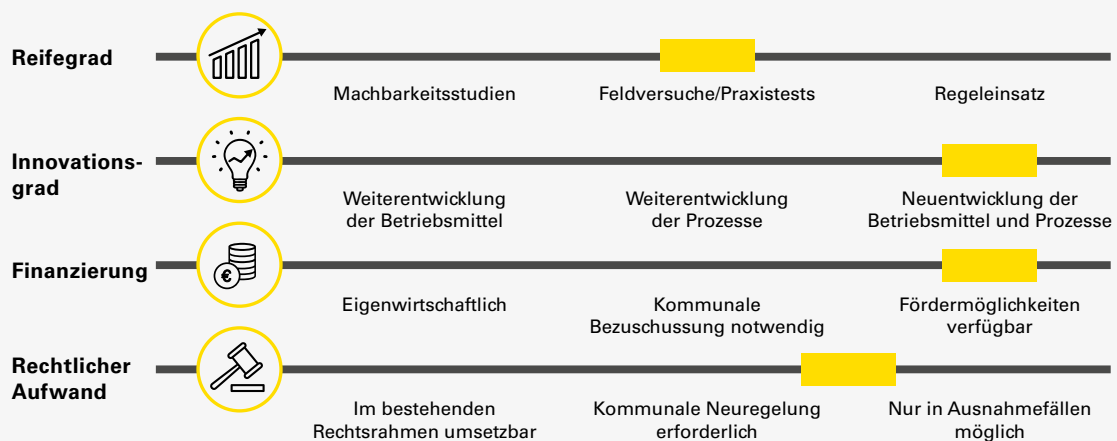 Reifegrad
Machbarkeitsstudien
Feldversuche/Praxistests
Regeleinsatz
Innovations-
grad
Weiterentwicklung
der Betriebsmittel
Weiterentwicklung
der Prozesse
Neuentwicklung der
Betriebsmittel und Prozesse
Finanzierung
€
Eigenwirtschaftlich
Kommunale
Bezuschussung notwendig
Fördermöglichkeiten
verfügbar
Rechtlicher
Aufwand
Im bestehenden
Rechtsrahmen umsetzbar
Kommunale Neuregelung
erforderlich
Nur in Ausnahmefällen
möglich